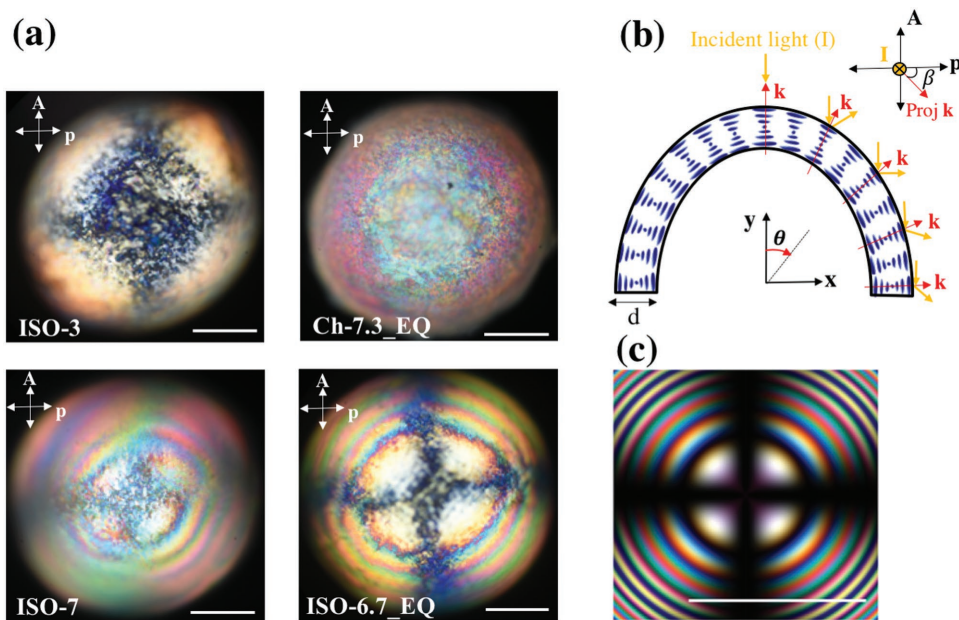 (a)
A
p
ISO-3
A
p
Ch-7.3_EQ
A
p
ISO-7
A
p
ISO-6.7_EQ
(b)
Incident light (I)
A
I
p
β
Proj k
k
k
k
k
k
y
θ
x
d
(c)